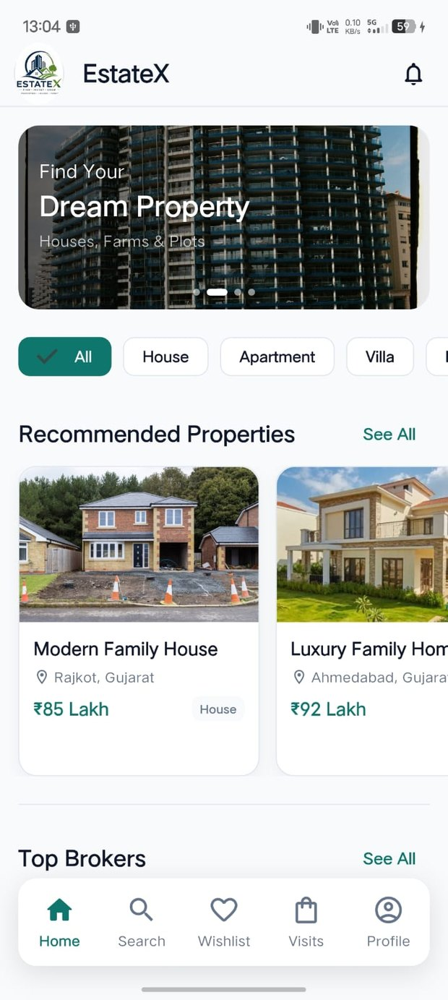 13:04
Vo) LTE 0.10 KB/s 5G 59
ESTATEX
EstateX
Find Your
Dream Property
Houses, Farms & Plots
All House Apartment Villa
Recommended Properties See All
Modern Family House Luxury Family Hom
Rajkot, Gujarat Ahmedabad, Gujara
₹85 Lakh House ₹92 Lakh
Top Brokers See All
Home Search Wishlist Visits Profile